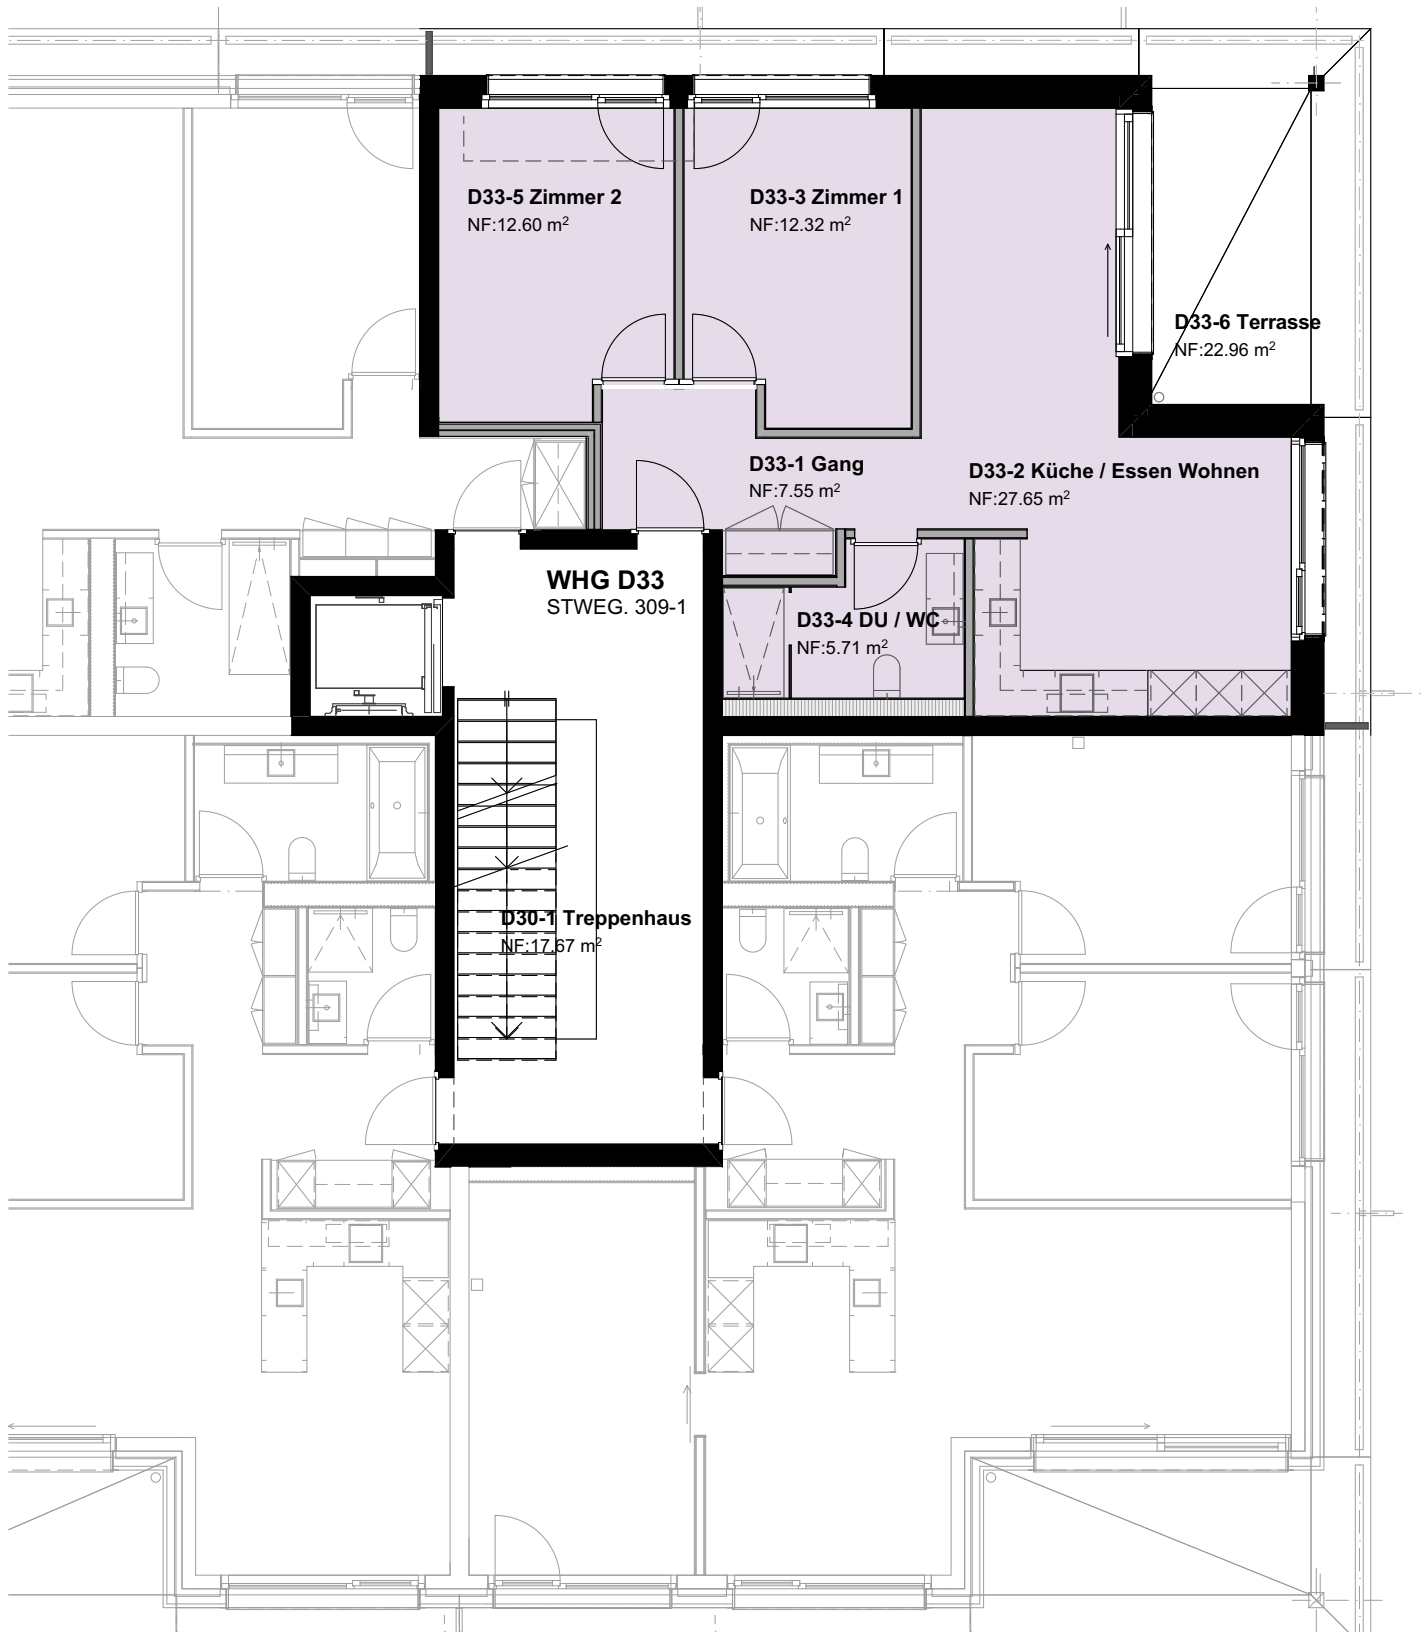 D33-5 Zimmer 2
NF:12.60 m²
D33-3 Zimmer 1
NF:12.32 m²
D33-6 Terrasse
NF:22.96 m²
D33-1 Gang
NF:7.55 m²
D33-2 Küche / Essen Wohnen
NF:27.65 m²
WHG D33
STWEG. 309-1
D33-4 DU / WC
NF:5.71 m²
D30-1 Treppenhaus
NF:17.67 m²